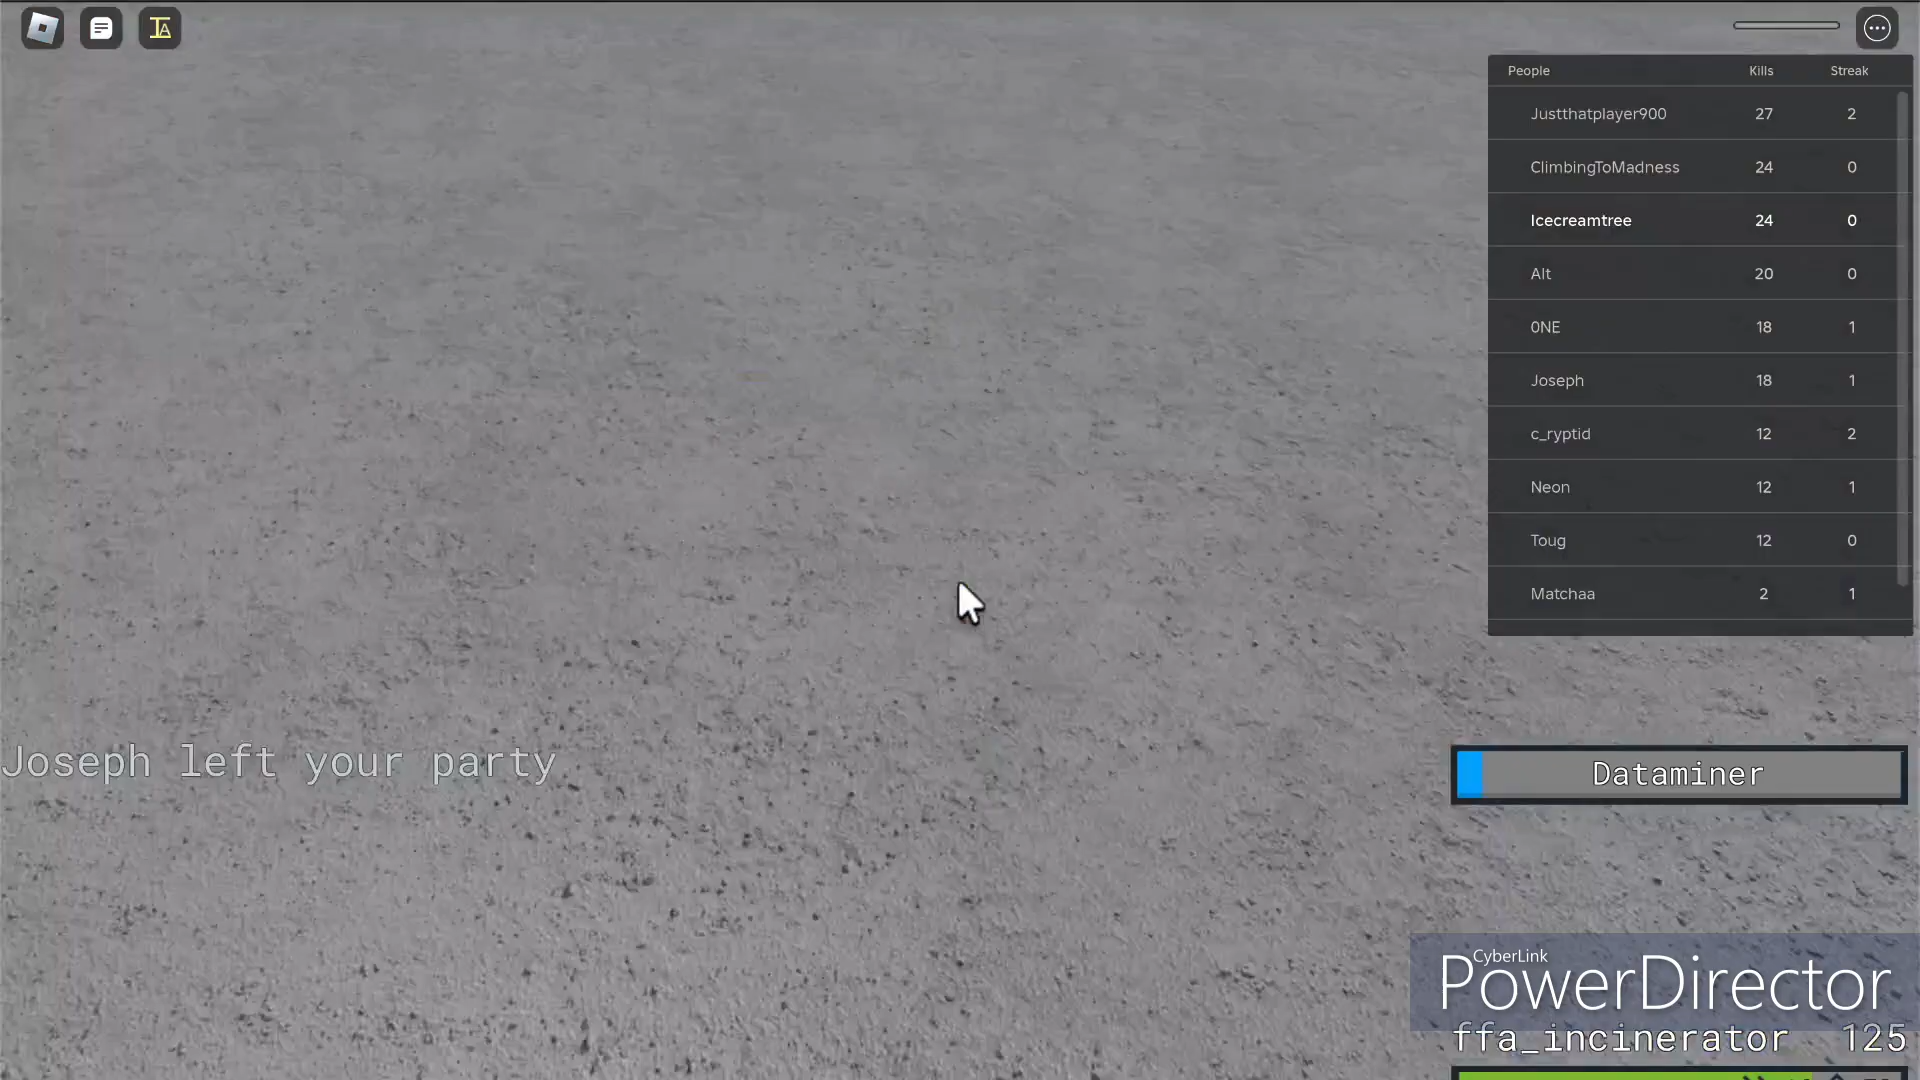 People Kills Streak
Justthatplayer900 27 2
ClimbingToMadness 24 0
Icecreamtree 24 0
Alt 20 0
0NE 18 1
Joseph 18 1
c_ryptid 12 2
Neon 12 1
Toug 12 0
Matchaa 2 1
Joseph left your party
Dataminer
CyberLink
PowerDirector
ffa_incinerator 125